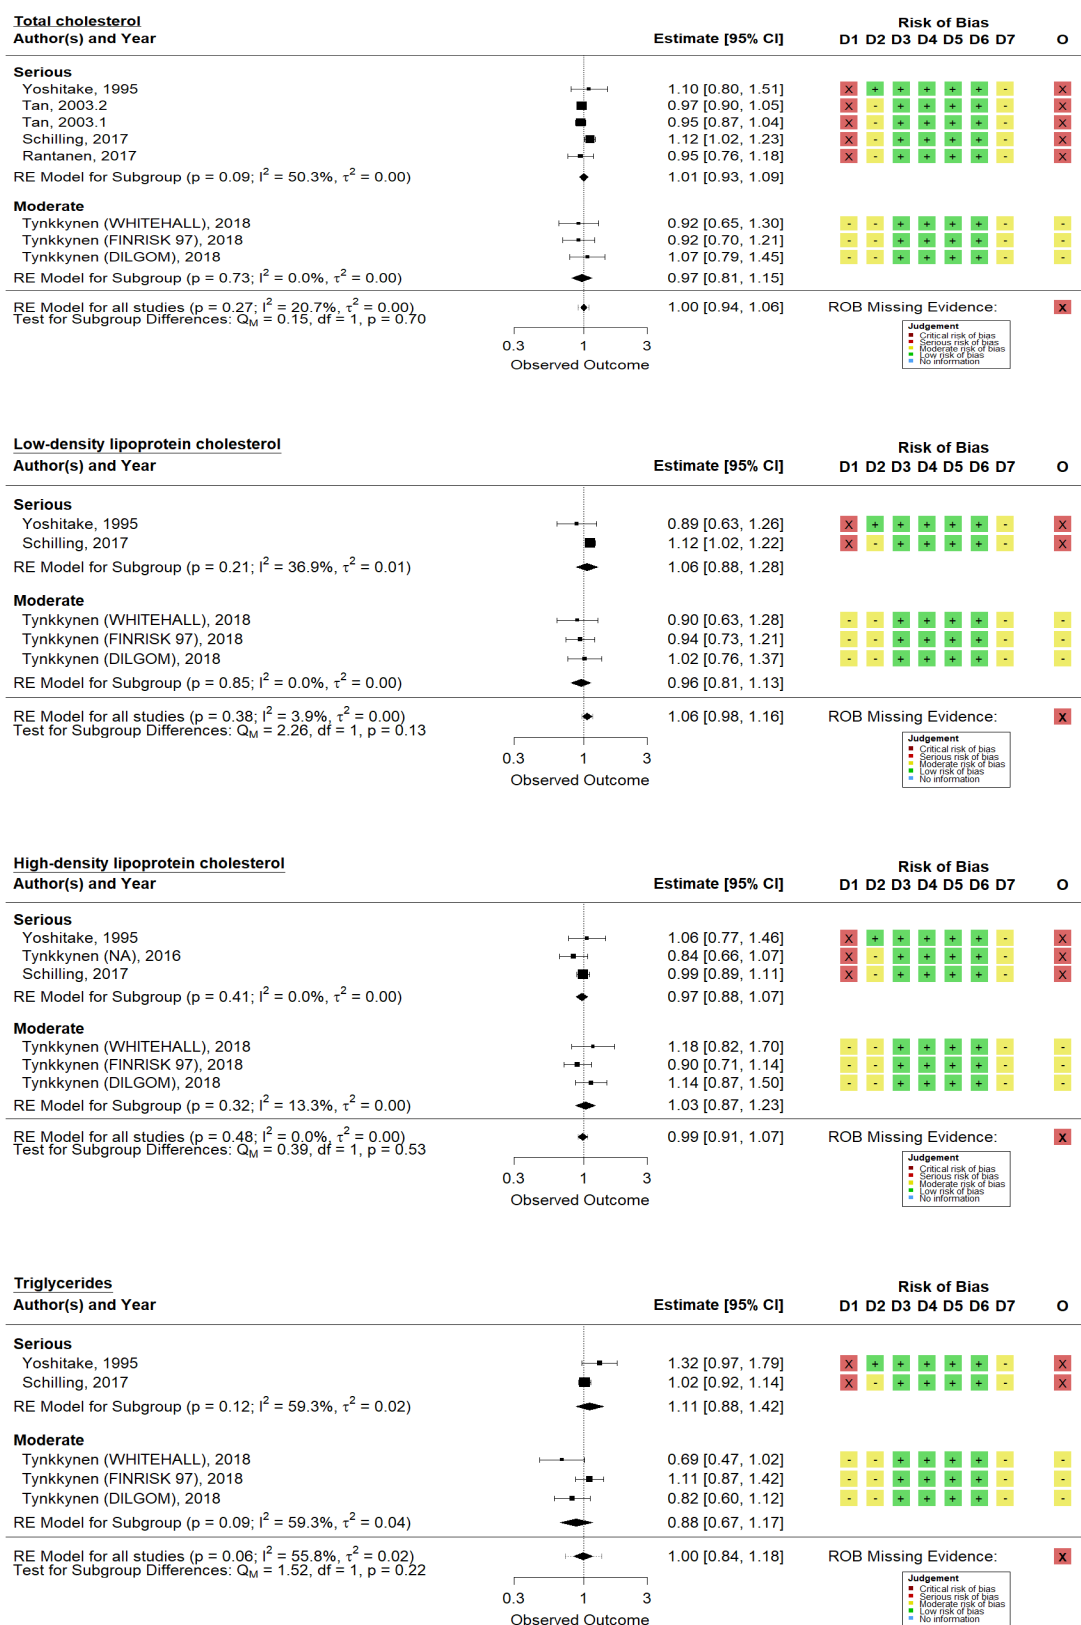 Total cholesterol
Risk of Bias
Author(s) and Year Estimate [95% CI] D1 D2 D3 D4 D5 D6 D7 O
Serious
Yoshitake, 1995 1.10 [0.80, 1.51] X + + + + + - X
Tan, 2003.2 0.97 [0.90, 1.05] X - + + + + - X
Tan, 2003.1 0.95 [0.87, 1.04] X - + + + + - X
Schilling, 2017 1.12 [1.02, 1.23] X - + + + + - X
Rantanen, 2017 0.95 [0.76, 1.18] X - + + + + - X
RE Model for Subgroup (p = 0.09; I² = 50.3%, τ² = 0.00) 1.01 [0.93, 1.09]
Moderate
Tynkkynen (WHITEHALL), 2018 0.92 [0.65, 1.30] - - + + + + - -
Tynkkynen (FINRISK 97), 2018 0.92 [0.70, 1.21] - - + + + + - -
Tynkkynen (DILGOM), 2018 1.07 [0.79, 1.45] - - + + + + - -
RE Model for Subgroup (p = 0.73; I² = 0.0%, τ² = 0.00) 0.97 [0.81, 1.15]
RE Model for all studies (p = 0.27; I² = 20.7%, τ² = 0.00) 1.00 [0.94, 1.06] ROB Missing Evidence: X
Test for Subgroup Differences: Q_M = 0.15, df = 1, p = 0.70
0.3 1 3
Observed Outcome
Judgement
Critical risk of bias
Serious risk of bias
Moderate risk of bias
Low risk of bias
No information
Low-density lipoprotein cholesterol
Risk of Bias
Author(s) and Year Estimate [95% CI] D1 D2 D3 D4 D5 D6 D7 O
Serious
Yoshitake, 1995 0.89 [0.63, 1.26] X + + + + + - X
Schilling, 2017 1.12 [1.02, 1.22] X - + + + + - X
RE Model for Subgroup (p = 0.21; I² = 36.9%, τ² = 0.01) 1.06 [0.88, 1.28]
Moderate
Tynkkynen (WHITEHALL), 2018 0.90 [0.63, 1.28] - - + + + + - -
Tynkkynen (FINRISK 97), 2018 0.94 [0.73, 1.21] - - + + + + - -
Tynkkynen (DILGOM), 2018 1.02 [0.76, 1.37] - - + + + + - -
RE Model for Subgroup (p = 0.85; I² = 0.0%, τ² = 0.00) 0.96 [0.81, 1.13]
RE Model for all studies (p = 0.38; I² = 3.9%, τ² = 0.00) 1.06 [0.98, 1.16] ROB Missing Evidence: X
Test for Subgroup Differences: Q_M = 2.26, df = 1, p = 0.13
0.3 1 3
Observed Outcome
Judgement
Critical risk of bias
Serious risk of bias
Moderate risk of bias
Low risk of bias
No information
High-density lipoprotein cholesterol
Risk of Bias
Author(s) and Year Estimate [95% CI] D1 D2 D3 D4 D5 D6 D7 O
Serious
Yoshitake, 1995 1.06 [0.77, 1.46] X + + + + + - X
Tynkkynen (NA), 2016 0.84 [0.66, 1.07] X - + + + + - X
Schilling, 2017 0.99 [0.89, 1.11] X - + + + + - X
RE Model for Subgroup (p = 0.41; I² = 0.0%, τ² = 0.00) 0.97 [0.88, 1.07]
Moderate
Tynkkynen (WHITEHALL), 2018 1.18 [0.82, 1.70] - - + + + + - -
Tynkkynen (FINRISK 97), 2018 0.90 [0.71, 1.14] - - + + + + - -
Tynkkynen (DILGOM), 2018 1.14 [0.87, 1.50] - - + + + + - -
RE Model for Subgroup (p = 0.32; I² = 13.3%, τ² = 0.00) 1.03 [0.87, 1.23]
RE Model for all studies (p = 0.48; I² = 0.0%, τ² = 0.00) 0.99 [0.91, 1.07] ROB Missing Evidence: X
Test for Subgroup Differences: Q_M = 0.39, df = 1, p = 0.53
0.3 1 3
Observed Outcome
Judgement
Critical risk of bias
Serious risk of bias
Moderate risk of bias
Low risk of bias
No information
Triglycerides
Risk of Bias
Author(s) and Year Estimate [95% CI] D1 D2 D3 D4 D5 D6 D7 O
Serious
Yoshitake, 1995 1.32 [0.97, 1.79] X + + + + + - X
Schilling, 2017 1.02 [0.92, 1.14] X - + + + + - X
RE Model for Subgroup (p = 0.12; I² = 59.3%, τ² = 0.02) 1.11 [0.88, 1.42]
Moderate
Tynkkynen (WHITEHALL), 2018 0.69 [0.47, 1.02] - - + + + + - -
Tynkkynen (FINRISK 97), 2018 1.11 [0.87, 1.42] - - + + + + - -
Tynkkynen (DILGOM), 2018 0.82 [0.60, 1.12] - - + + + + - -
RE Model for Subgroup (p = 0.09; I² = 59.3%, τ² = 0.04) 0.88 [0.67, 1.17]
RE Model for all studies (p = 0.06; I² = 55.8%, τ² = 0.02) 1.00 [0.84, 1.18] ROB Missing Evidence: X
Test for Subgroup Differences: Q_M = 1.52, df = 1, p = 0.22
0.3 1 3
Observed Outcome
Judgement
Critical risk of bias
Serious risk of bias
Moderate risk of bias
Low risk of bias
No information